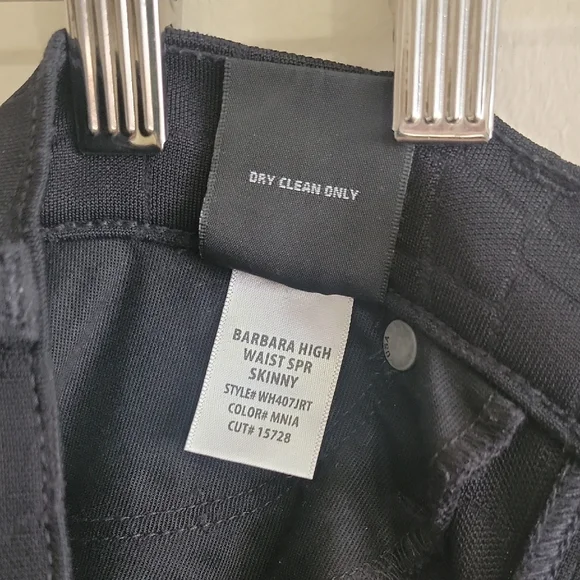 DRY CLEAN ONLY
BARBARA HIGH
WAIST SPR
SKINNY
STYLE# WH407JRT
COLOR# MNIA
CUT# 15728